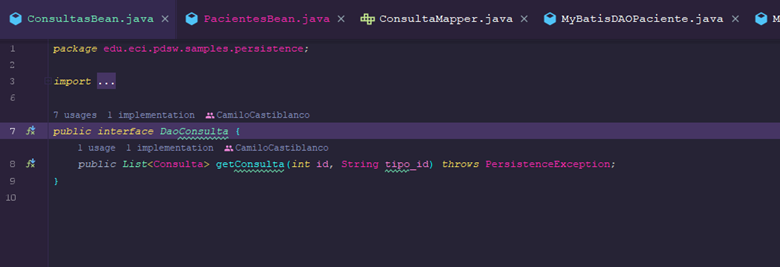 ConsultasBean.java
PacientesBean.java
ConsultaMapper.java
MyBatisDAOPaciente.java
M
1 package edu.eci.pdsw.samples.persistence;
2
3 import ...
6
7 usages 1 implementation CamiloCastiblanco
7 public interface DaoConsulta {
1 usage 1 implementation CamiloCastiblanco
8 public List<Consulta> getConsulta(int id, String tipo_id) throws PersistenceException;
9 }
10